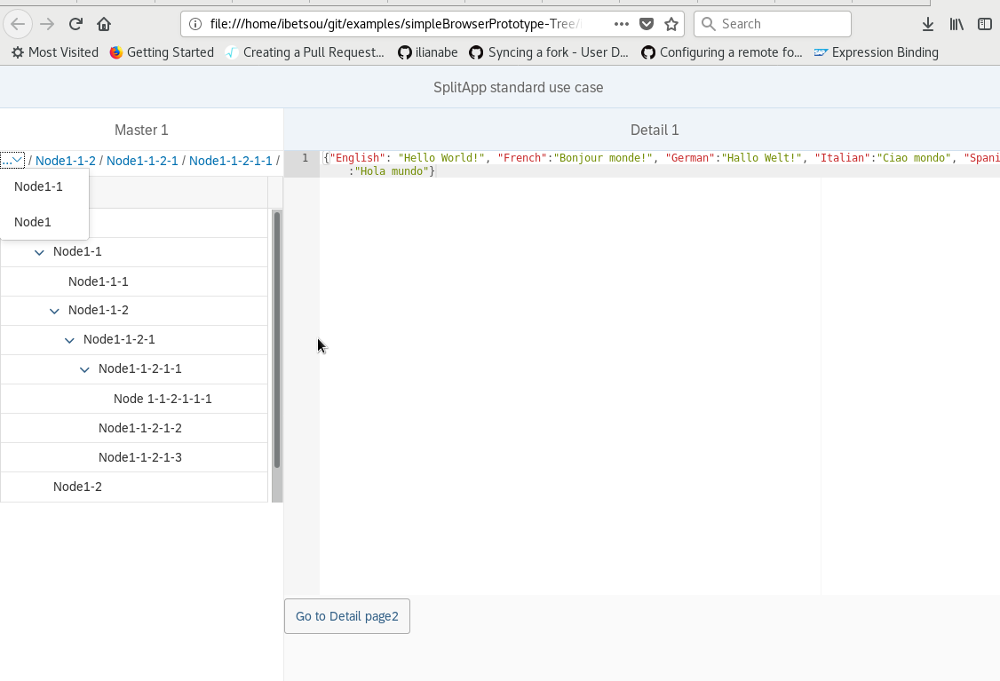 file:///home/ibetsou/git/examples/simpleBrowserPrototype-Tree/i
Search
Most Visited Getting Started Creating a Pull Request... ilianabe Syncing a fork - User D... Configuring a remote fo... Expression Binding
SplitApp standard use case
Master 1
Detail 1
... / Node1-1-2 / Node1-1-2-1 / Node1-1-2-1-1 /
Node1-1
Node1
Node1-1
Node1-1-1
Node1-1-2
Node1-1-2-1
Node1-1-2-1-1
Node 1-1-2-1-1-1
Node1-1-2-1-2
Node1-1-2-1-3
Node1-2
1 {"English": "Hello World!", "French":"Bonjour monde!", "German":"Hallo Welt!", "Italian":"Ciao mondo", "Spani
:"Hola mundo"}
Go to Detail page2